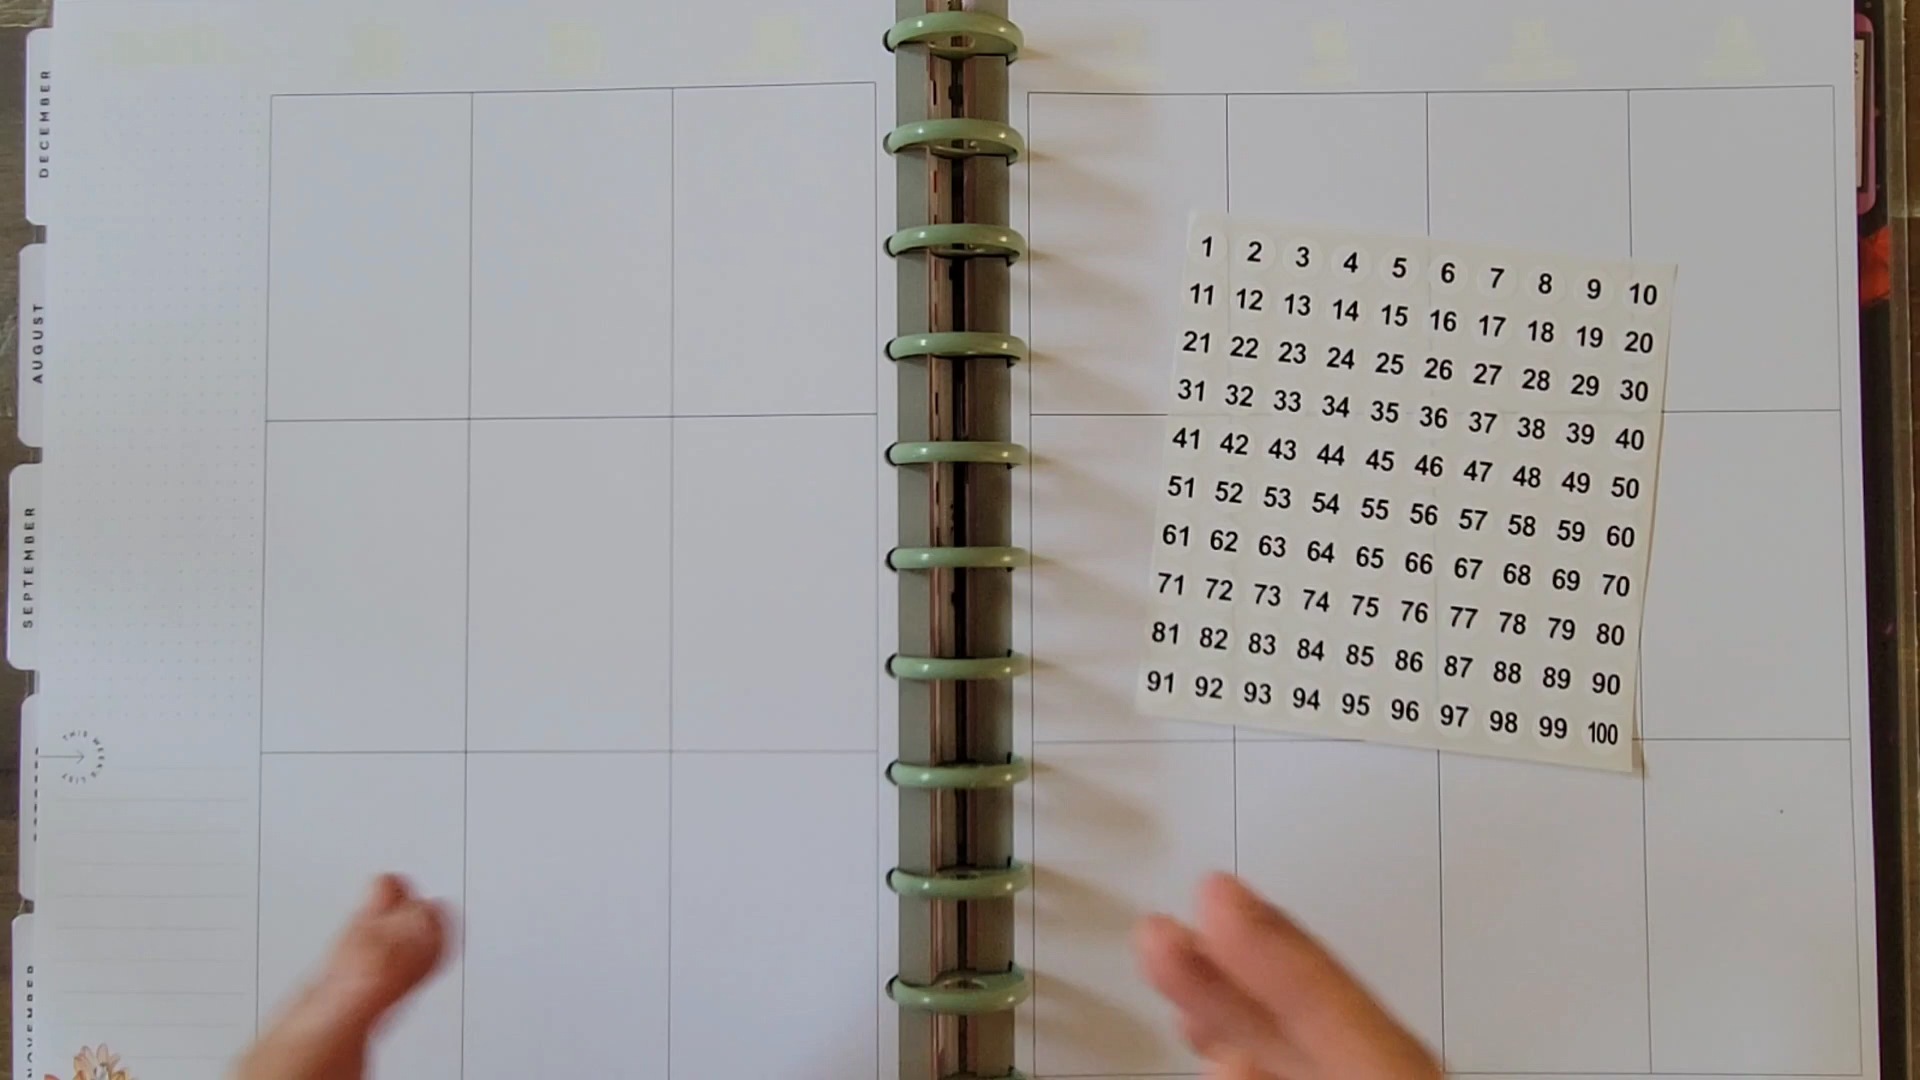 DECEMBER
AUGUST
SEPTEMBER
THIS WEEK'S LIST
NOVEMBER
1 2 3 4 5 6 7 8 9 10
11 12 13 14 15 16 17 18 19 20
21 22 23 24 25 26 27 28 29 30
31 32 33 34 35 36 37 38 39 40
41 42 43 44 45 46 47 48 49 50
51 52 53 54 55 56 57 58 59 60
61 62 63 64 65 66 67 68 69 70
71 72 73 74 75 76 77 78 79 80
81 82 83 84 85 86 87 88 89 90
91 92 93 94 95 96 97 98 99 100